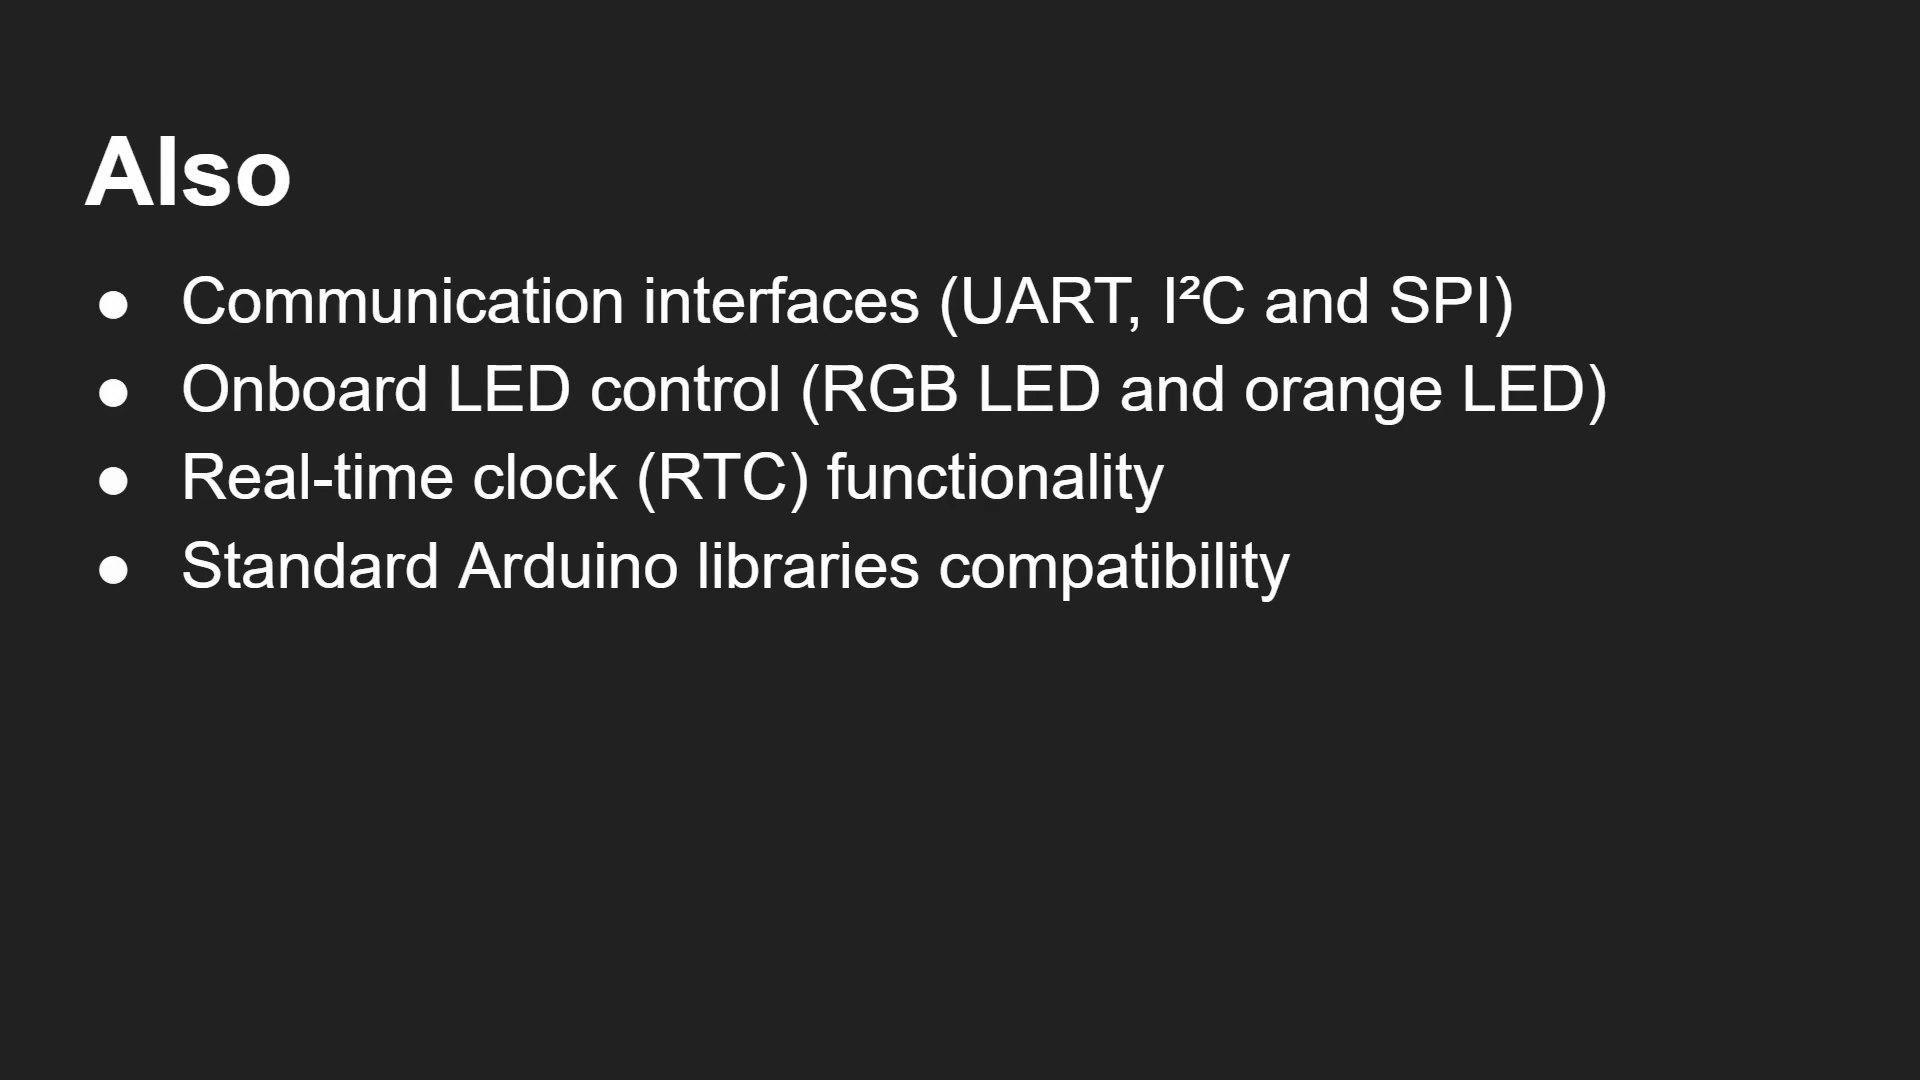 Also
● Communication interfaces (UART, I²C and SPI)
● Onboard LED control (RGB LED and orange LED)
● Real-time clock (RTC) functionality
● Standard Arduino libraries compatibility